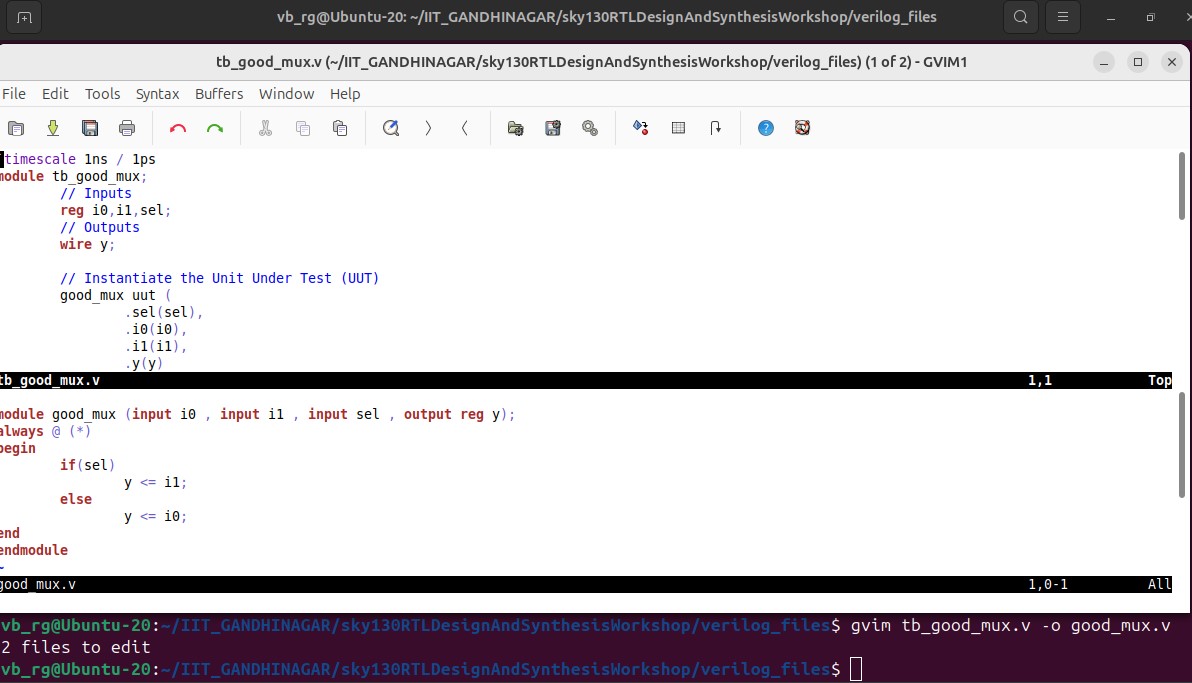 vb_rg@Ubuntu-20: ~/IIT_GANDHINAGAR/sky130RTLDesignAndSynthesisWorkshop/verilog_files
tb_good_mux.v (~/IIT_GANDHINAGAR/sky130RTLDesignAndSynthesisWorkshop/verilog_files) (1 of 2) - GVIM1
File Edit Tools Syntax Buffers Window Help
`timescale 1ns / 1ps
module tb_good_mux;
// Inputs
reg i0,i1,sel;
// Outputs
wire y;
// Instantiate the Unit Under Test (UUT)
good_mux uut (
.sel(sel),
.i0(i0),
.i1(i1),
.y(y)
tb_good_mux.v 1,1 Top
module good_mux (input i0 , input i1 , input sel , output reg y);
always @ (*)
begin
if(sel)
y <= i1;
else
y <= i0;
end
endmodule
~
good_mux.v 1,0-1 All
vb_rg@Ubuntu-20:~/IIT_GANDHINAGAR/sky130RTLDesignAndSynthesisWorkshop/verilog_files$ gvim tb_good_mux.v -o good_mux.v
2 files to edit
vb_rg@Ubuntu-20:~/IIT_GANDHINAGAR/sky130RTLDesignAndSynthesisWorkshop/verilog_files$